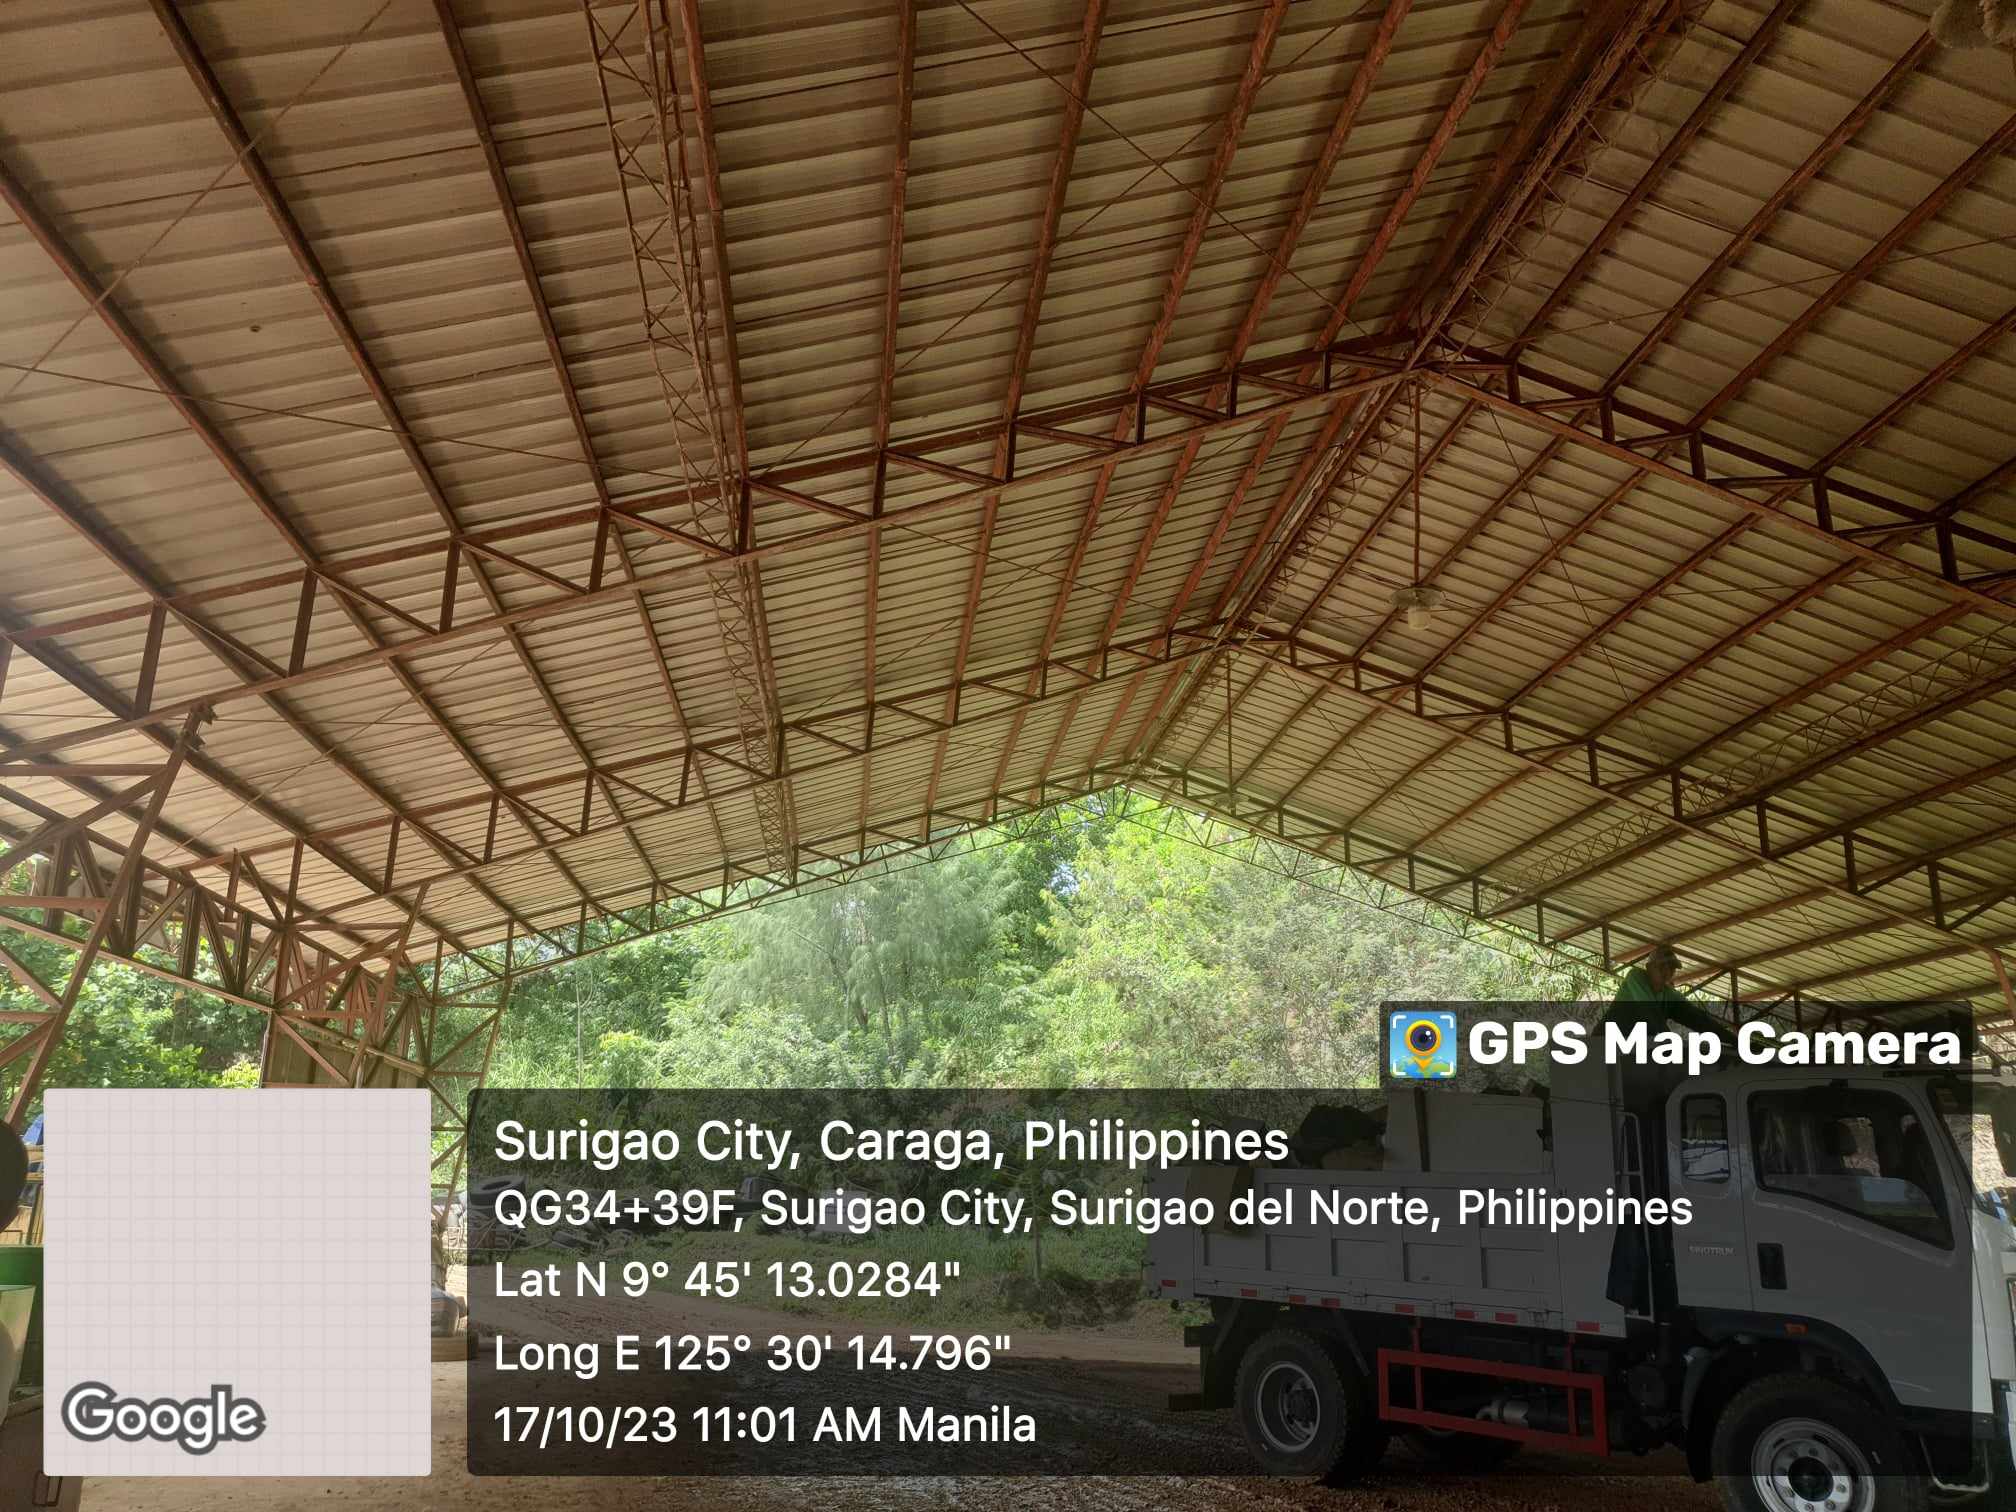 GPS Map Camera
Surigao City, Caraga, Philippines
QG34+39F, Surigao City, Surigao del Norte, Philippines
Lat N 9° 45' 13.0284"
Long E 125° 30' 14.796"
17/10/23 11:01 AM Manila
Google
SINOTRUK